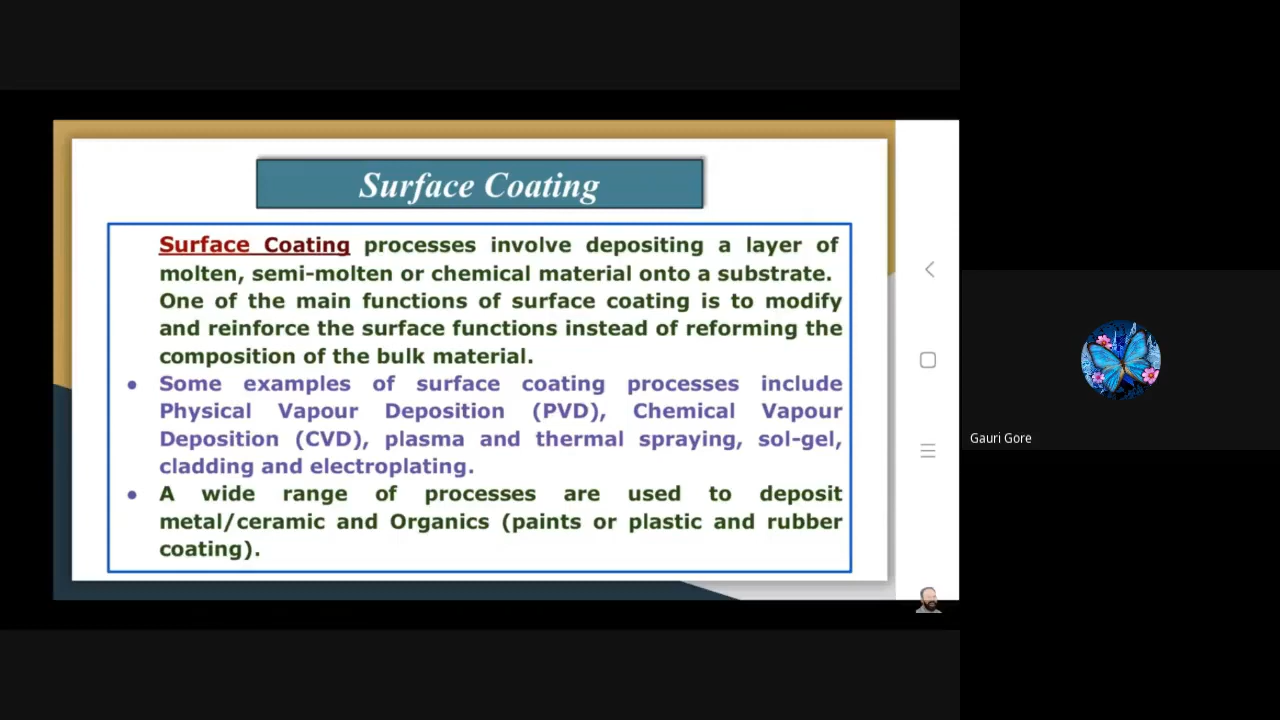 Surface Coating
Surface Coating processes involve depositing a layer of
molten, semi-molten or chemical material onto a substrate.
One of the main functions of surface coating is to modify
and reinforce the surface functions instead of reforming the
composition of the bulk material.
• Some examples of surface coating processes include
Physical Vapour Deposition (PVD), Chemical Vapour
Deposition (CVD), plasma and thermal spraying, sol-gel,
cladding and electroplating.
• A wide range of processes are used to deposit
metal/ceramic and Organics (paints or plastic and rubber
coating).
Gauri Gore